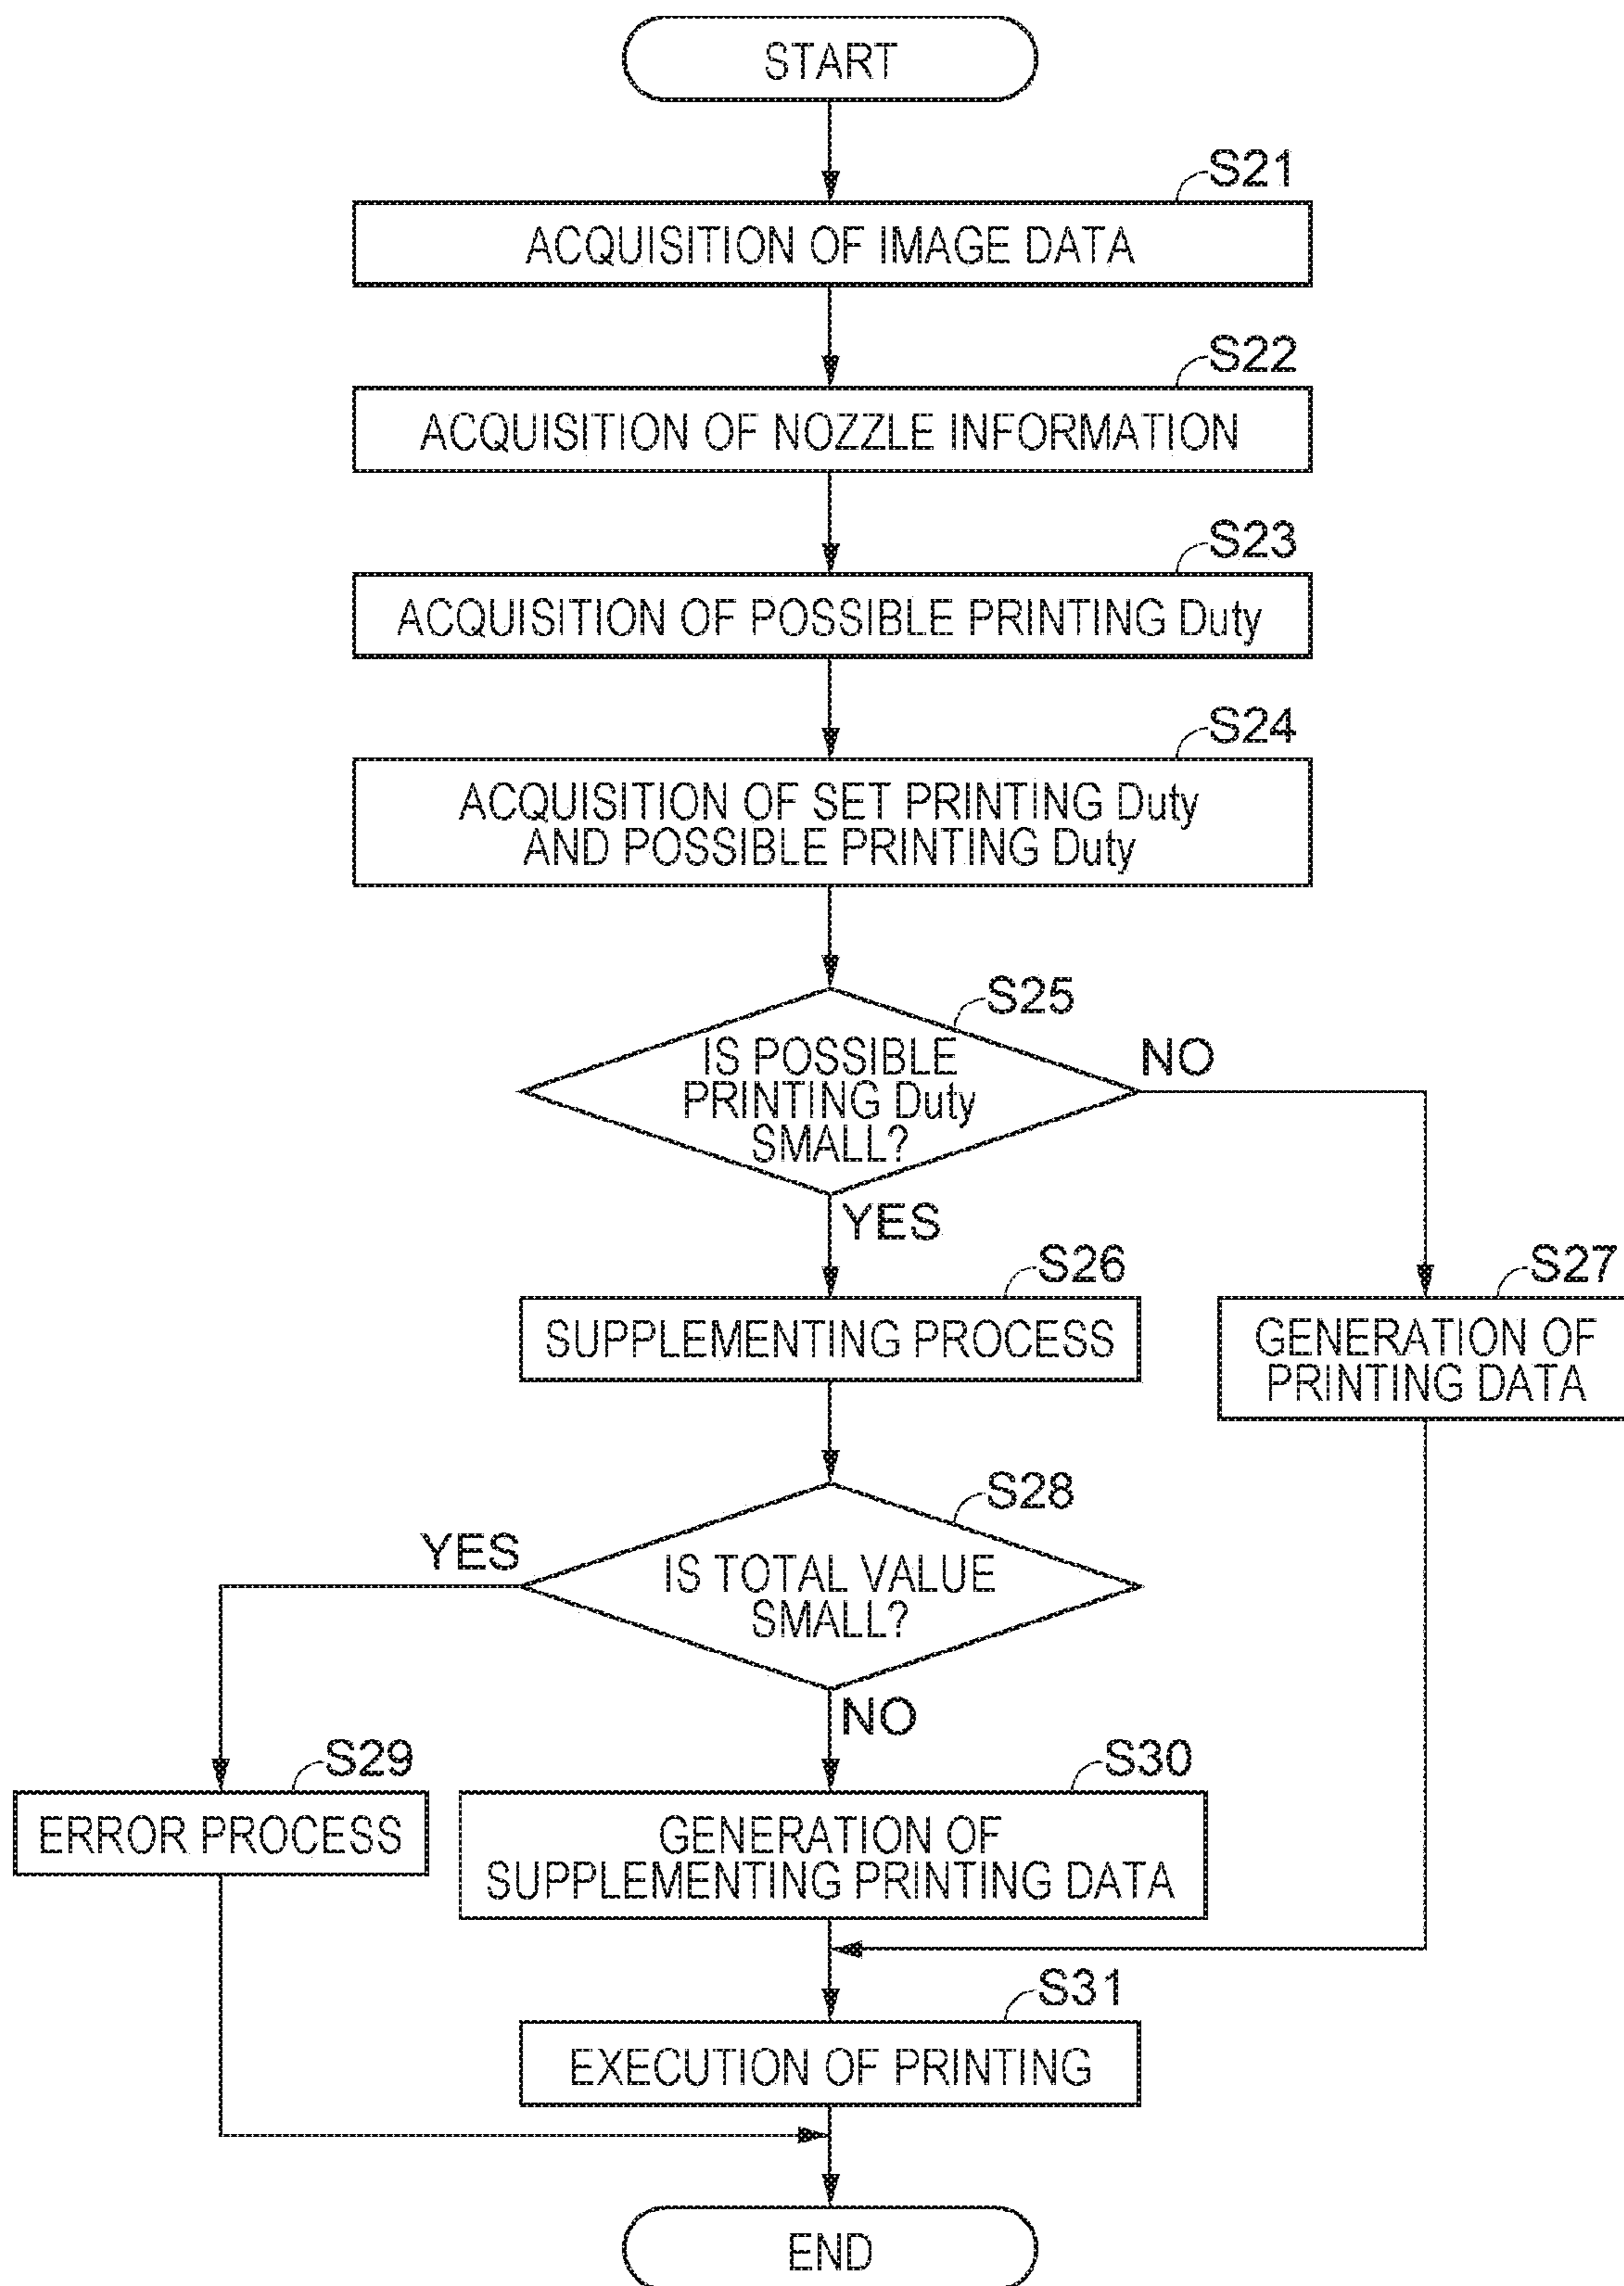 START
S21
ACQUISITION OF IMAGE DATA
S22
ACQUISITION OF NOZZLE INFORMATION
S23
ACQUISITION OF POSSIBLE PRINTING Duty
S24
ACQUISITION OF SET PRINTING Duty
AND POSSIBLE PRINTING Duty
S25
IS POSSIBLE
PRINTING Duty
SMALL?
NO
YES
S26
SUPPLEMENTING PROCESS
S27
GENERATION OF
PRINTING DATA
S28
IS TOTAL VALUE
SMALL?
YES
NO
S29
ERROR PROCESS
S30
GENERATION OF
SUPPLEMENTING PRINTING DATA
S31
EXECUTION OF PRINTING
END